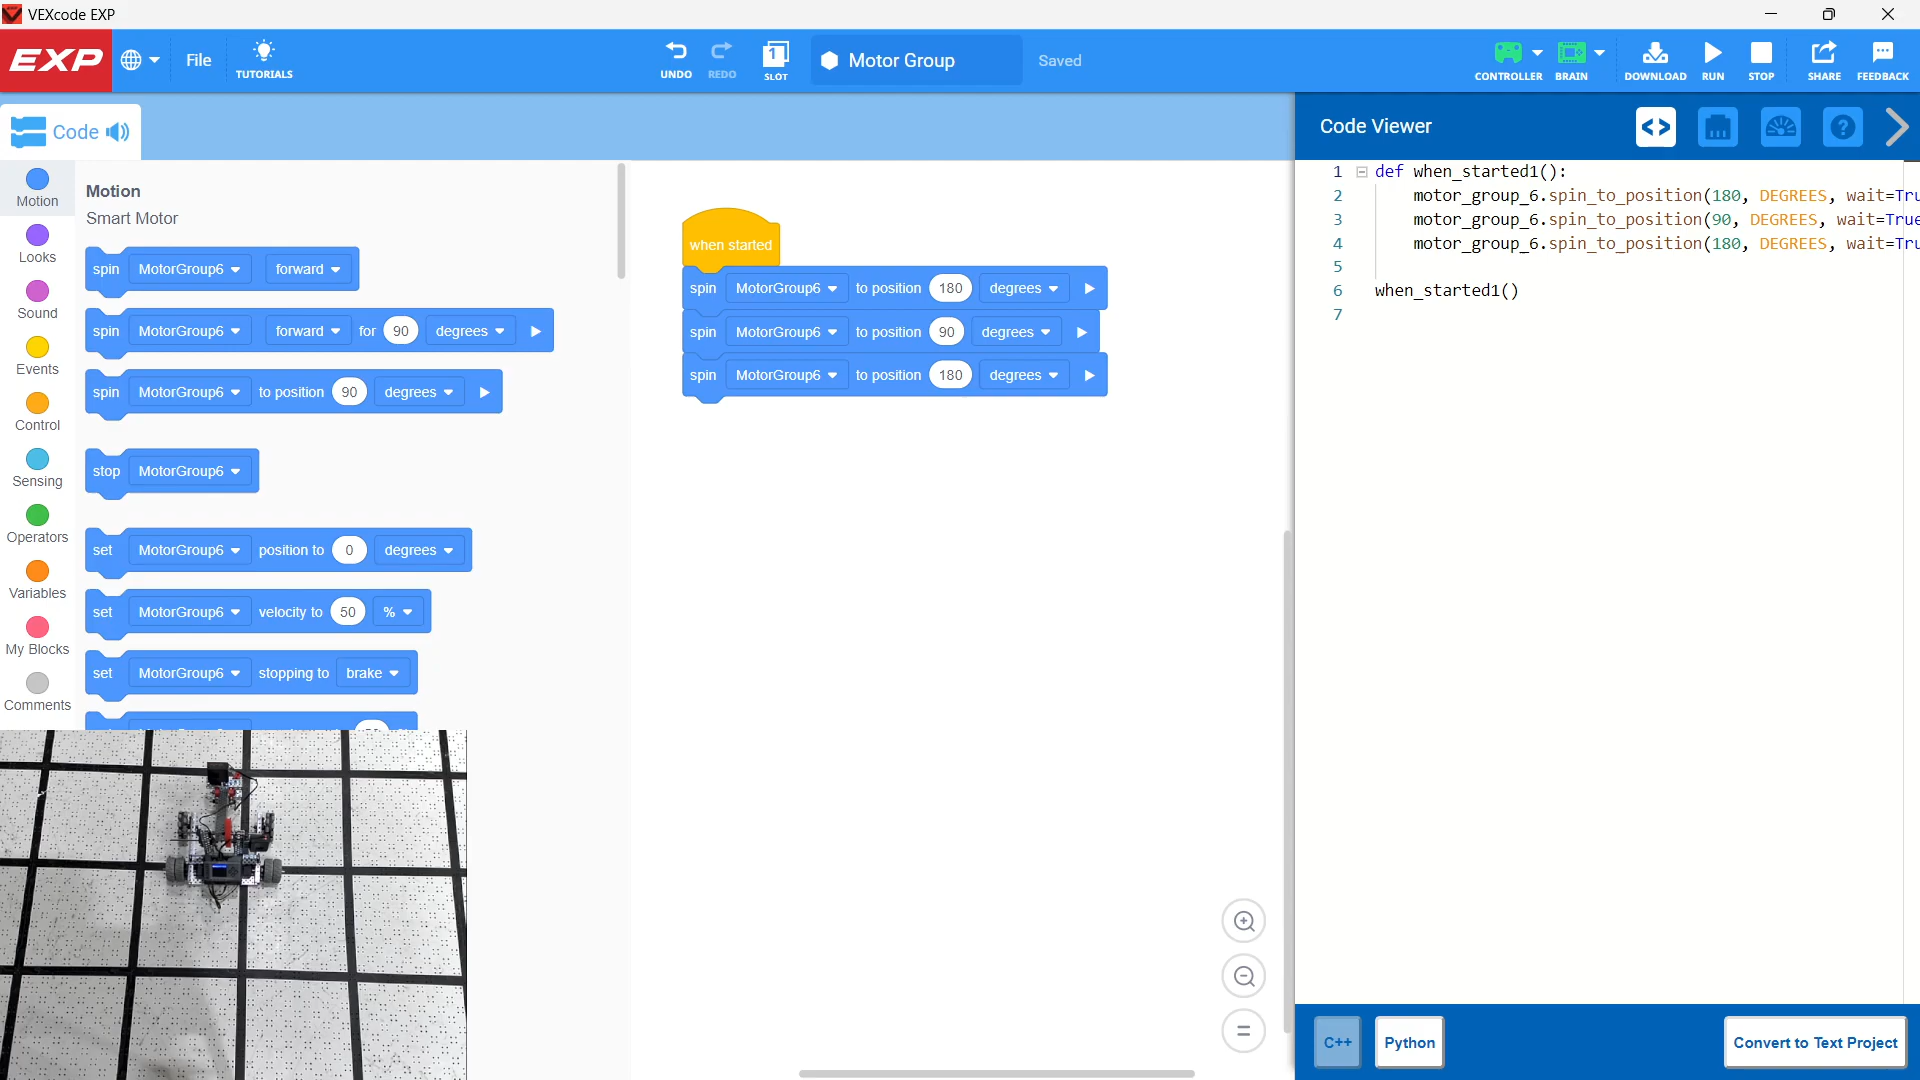 VEXcode EXP
EXP
File
TUTORIALS
UNDO
REDO
1
SLOT
Motor Group
Saved
CONTROLLER
BRAIN
DOWNLOAD
RUN
STOP
SHARE
FEEDBACK
Code
Code Viewer
Motion
Looks
Sound
Events
Control
Sensing
Operators
Variables
My Blocks
Comments
Motion
Smart Motor
spin MotorGroup6 forward
spin MotorGroup6 forward for 90 degrees
spin MotorGroup6 to position 90 degrees
stop MotorGroup6
set MotorGroup6 position to 0 degrees
set MotorGroup6 velocity to 50 %
set MotorGroup6 stopping to brake
when started
spin MotorGroup6 to position 180 degrees
spin MotorGroup6 to position 90 degrees
spin MotorGroup6 to position 180 degrees
1 def when_started1():
2 motor_group_6.spin_to_position(180, DEGREES, wait=Tru
3 motor_group_6.spin_to_position(90, DEGREES, wait=True
4 motor_group_6.spin_to_position(180, DEGREES, wait=Tru
5
6 when_started1()
7
C++
Python
Convert to Text Project